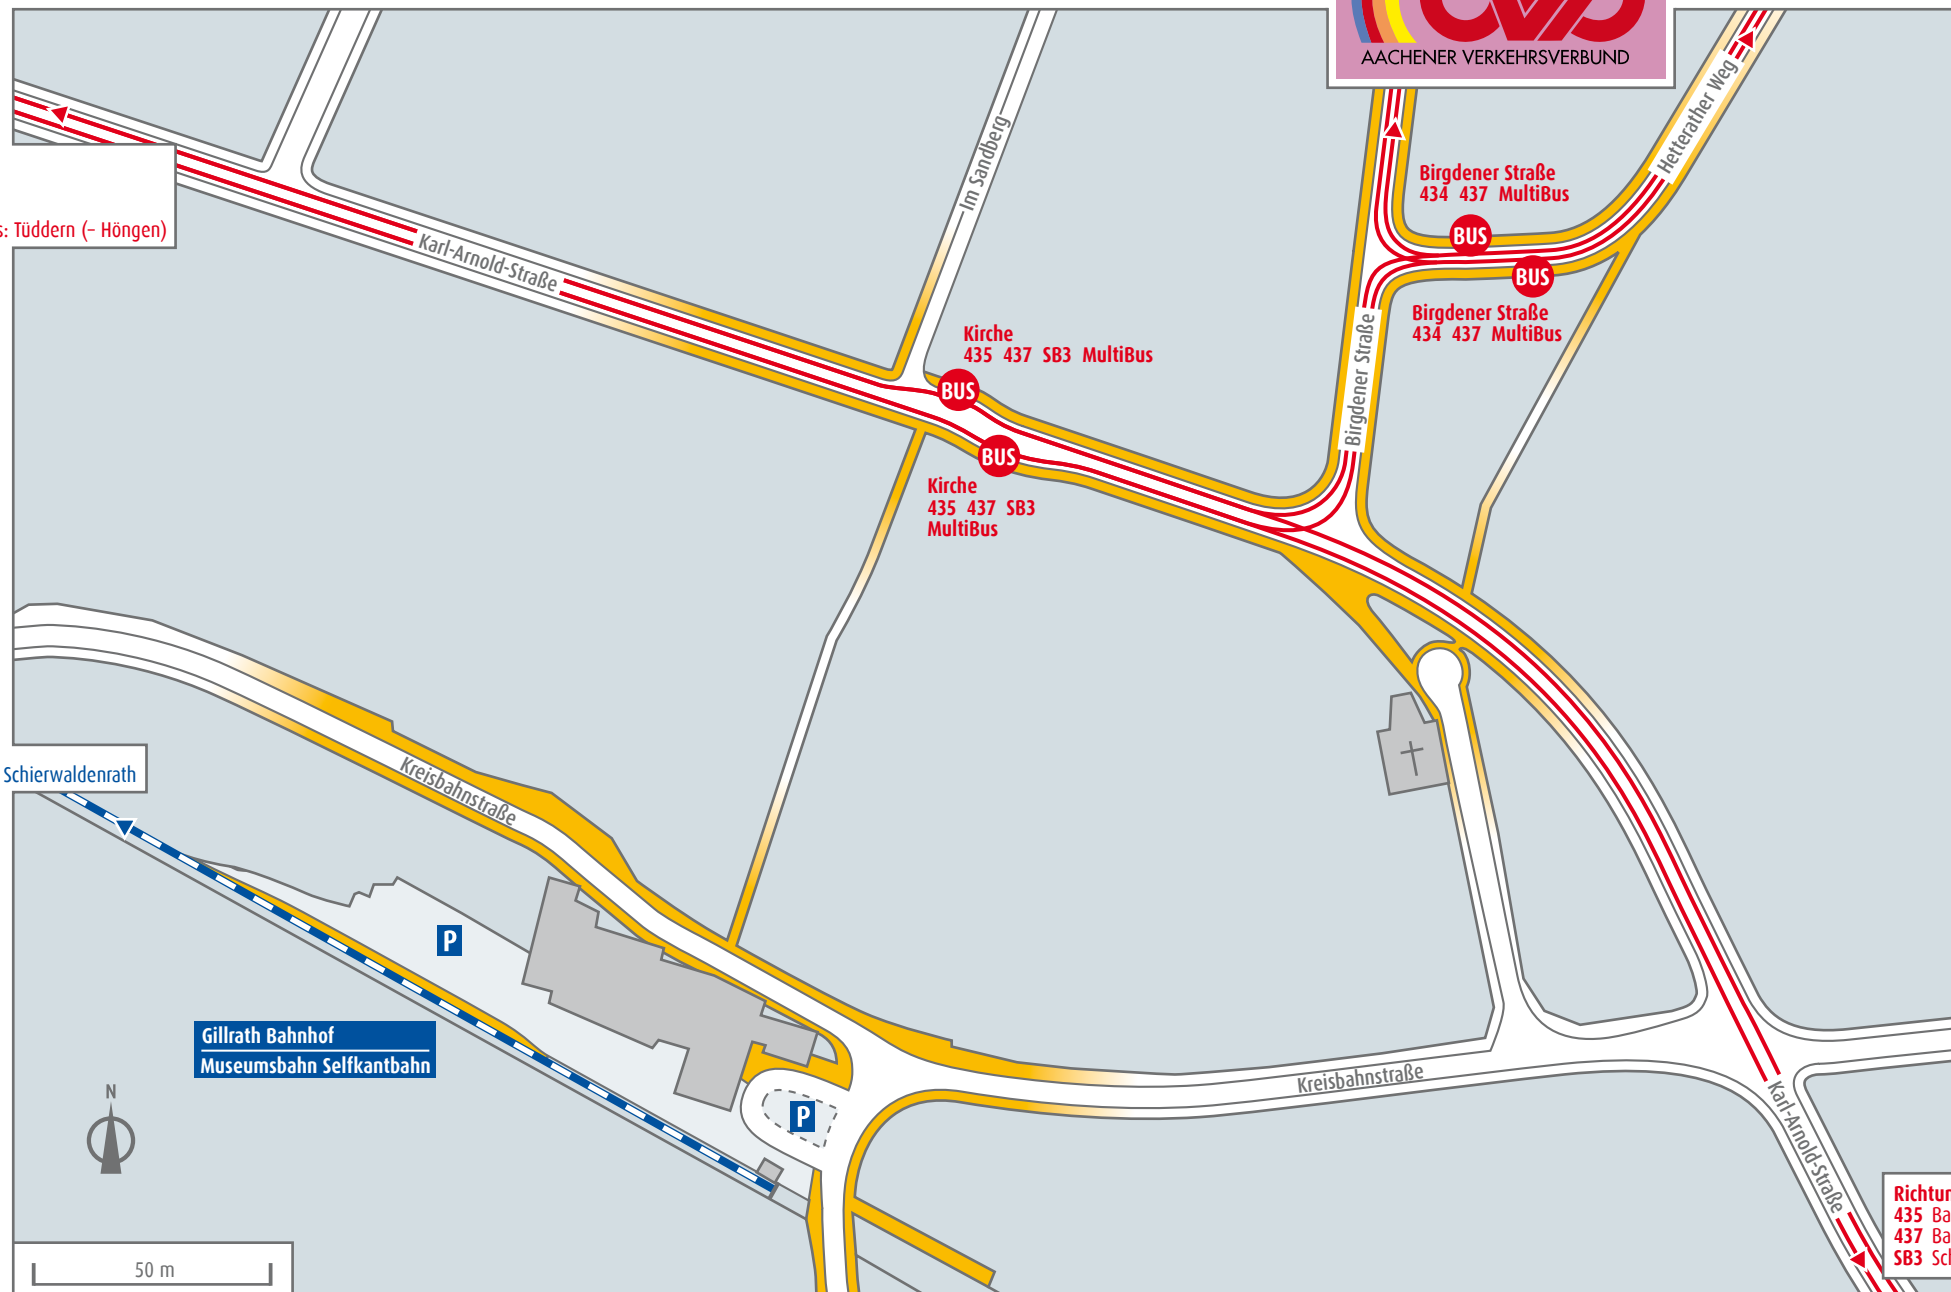 AACHENER VERKEHRSVERBUND
Hetterather Weg
Im Sandberg
Birgdener Straße
434 437 MultiBus
BUS
BUS
Birgdener Straße
434 437 MultiBus
: Tüddern (– Höngen)
Karl-Arnold-Straße
Kirche
435 437 SB3 MultiBus
BUS
BUS
Kirche
435 437 SB3
MultiBus
Birgdener Straße
Schierwaldenrath
Kreisbahnstraße
P
Gillrath Bahnhof
Museumsbahn Selfkantbahn
N
P
Kreisbahnstraße
Karl-Arnold-Straße
435
437
SB3
50 m